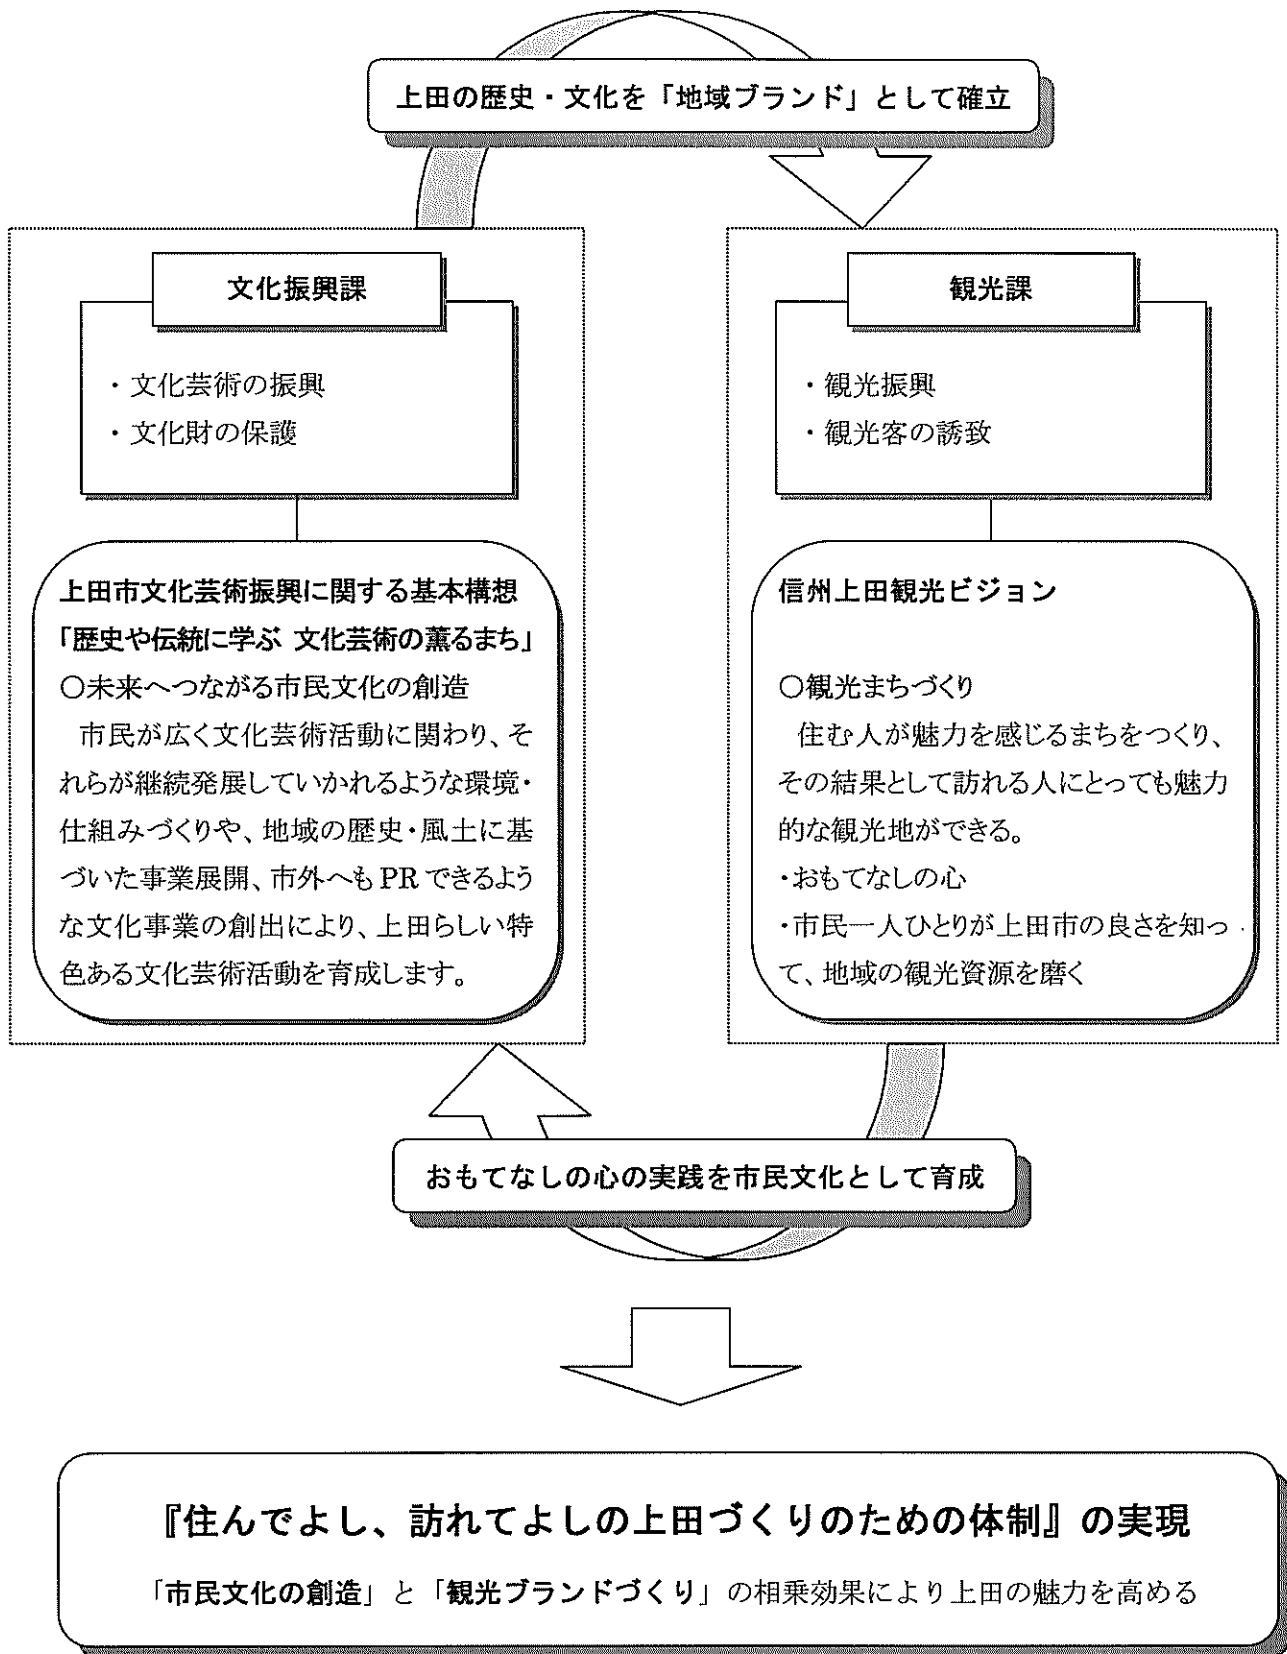 上田の歴史・文化を「地域ブランド」として確立
文化振興課
・文化芸術の振興
・文化財の保護
上田市文化芸術振興に関する基本構想
「歴史や伝統に学ぶ 文化芸術の薫るまち」
○未来へつながる市民文化の創造
　市民が広く文化芸術活動に関わり、そ
れらが継続発展していかれるような環境・
仕組みづくりや、地域の歴史・風土に基
づいた事業展開、市外へも PR できるよう
な文化事業の創出により、上田らしい特
色ある文化芸術活動を育成します。
観光課
・観光振興
・観光客の誘致
信州上田観光ビジョン
○観光まちづくり
　住む人が魅力を感じるまちをつくり、
その結果として訪れる人にとっても魅力
的な観光地ができる。
・おもてなしの心
・市民一人ひとりが上田市の良さを知っ
て、地域の観光資源を磨く
おもてなしの心の実践を市民文化として育成
『住んでよし、訪れてよしの上田づくりのための体制』の実現
「市民文化の創造」と「観光ブランドづくり」の相乗効果により上田の魅力を高める